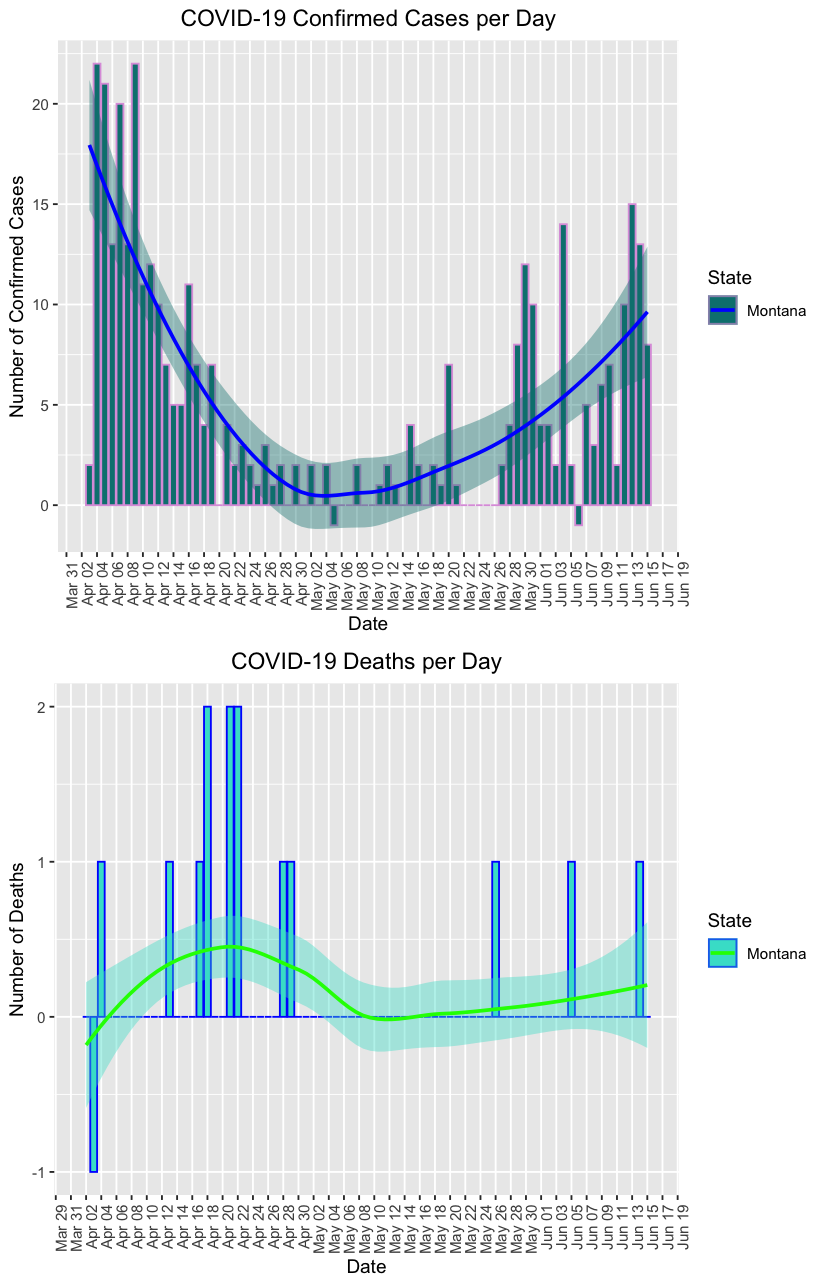 COVID-19 Confirmed Cases per Day
Number of Confirmed Cases
20
15
10
5
0
Mar 31
Apr 02
Apr 04
Apr 06
Apr 08
Apr 10
Apr 12
Apr 14
Apr 16
Apr 18
Apr 20
Apr 22
Apr 24
Apr 26
Apr 28
Apr 30
May 02
May 04
May 06
May 08
May 10
May 12
May 14
May 16
May 18
May 20
May 22
May 24
May 26
May 28
May 30
Jun 01
Jun 03
Jun 05
Jun 07
Jun 09
Jun 11
Jun 13
Jun 15
Jun 17
Jun 19
Date
State
Montana
COVID-19 Deaths per Day
Number of Deaths
2
1
0
-1
Mar 29
Mar 31
Apr 02
Apr 04
Apr 06
Apr 08
Apr 10
Apr 12
Apr 14
Apr 16
Apr 18
Apr 20
Apr 22
Apr 24
Apr 26
Apr 28
Apr 30
May 02
May 04
May 06
May 08
May 10
May 12
May 14
May 16
May 18
May 20
May 22
May 24
May 26
May 28
May 30
Jun 01
Jun 03
Jun 05
Jun 07
Jun 09
Jun 11
Jun 13
Jun 15
Jun 17
Jun 19
Date
State
Montana